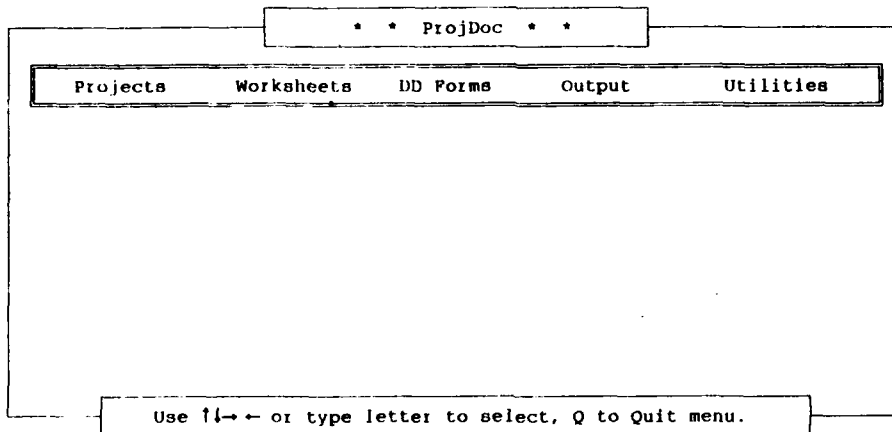 * * ProjDoc * *
Projects Worksheets DD Forms Output Utilities
Use ↑↓→ ← or type letter to select, Q to Quit menu.